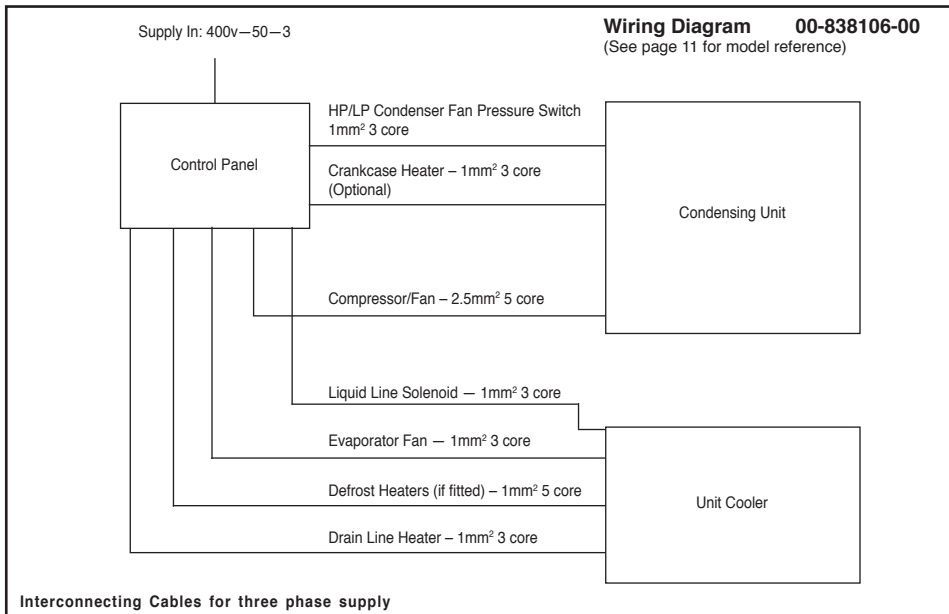 Supply In: 400v—50—3
Wiring Diagram 00-838106-00
(See page 11 for model reference)
HP/LP Condenser Fan Pressure Switch
1mm² 3 core
Control Panel
Crankcase Heater – 1mm² 3 core
(Optional)
Condensing Unit
Compressor/Fan – 2.5mm² 5 core
Liquid Line Solenoid — 1mm² 3 core
Evaporator Fan — 1mm² 3 core
Defrost Heaters (if fitted) – 1mm² 5 core
Unit Cooler
Drain Line Heater – 1mm² 3 core
Interconnecting Cables for three phase supply